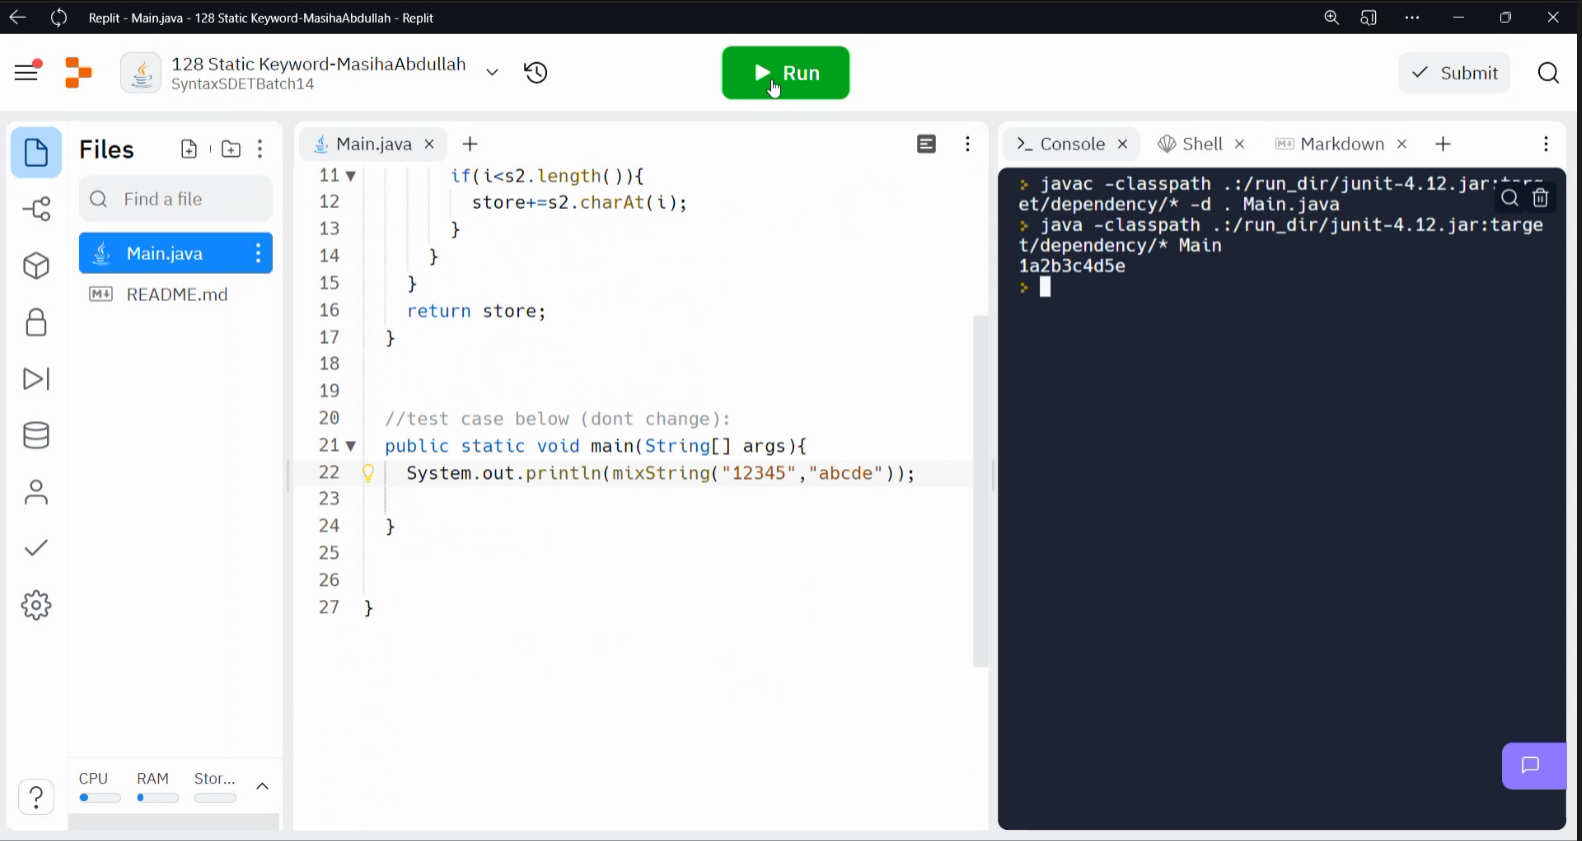 Replit - Main.java - 128 Static Keyword-MasihaAbdullah - Replit
128 Static Keyword-MasihaAbdullah
SyntaxSDETBatch14
Run
Submit
Files
Find a file
Main.java
README.md
CPU RAM Stor...
Main.java
11 if(i<s2.length()){
12 store+=s2.charAt(i);
13 }
14 }
15 }
16 return store;
17 }
18
19
20 //test case below (dont change):
21 public static void main(String[] args){
22 System.out.println(mixString("12345","abcde"));
23
24 }
25
26
27 }
>_ Console
Shell
M↓ Markdown
javac -classpath .:/run_dir/junit-4.12.jar:
et/dependency/* -d . Main.java
java -classpath .:/run_dir/junit-4.12.jar:targe
t/dependency/* Main
1a2b3c4d5e